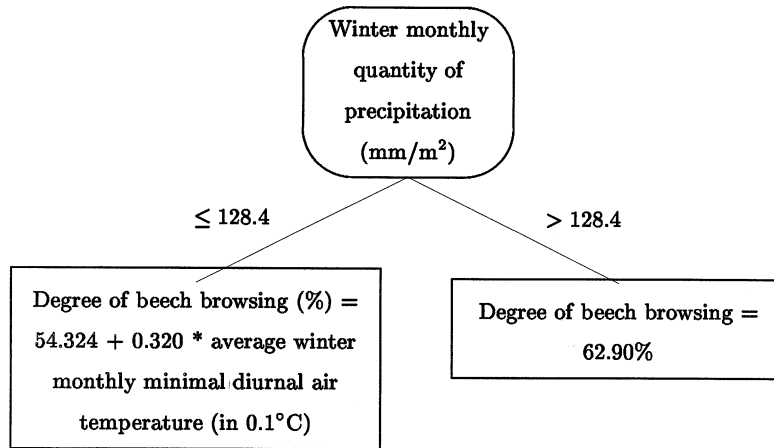 Winter monthly
quantity of
precipitation
(mm/m²)
≤ 128.4
> 128.4
Degree of beech browsing (%) =
54.324 + 0.320 * average winter
monthly minimal diurnal air
temperature (in 0.1°C)
Degree of beech browsing =
62.90%